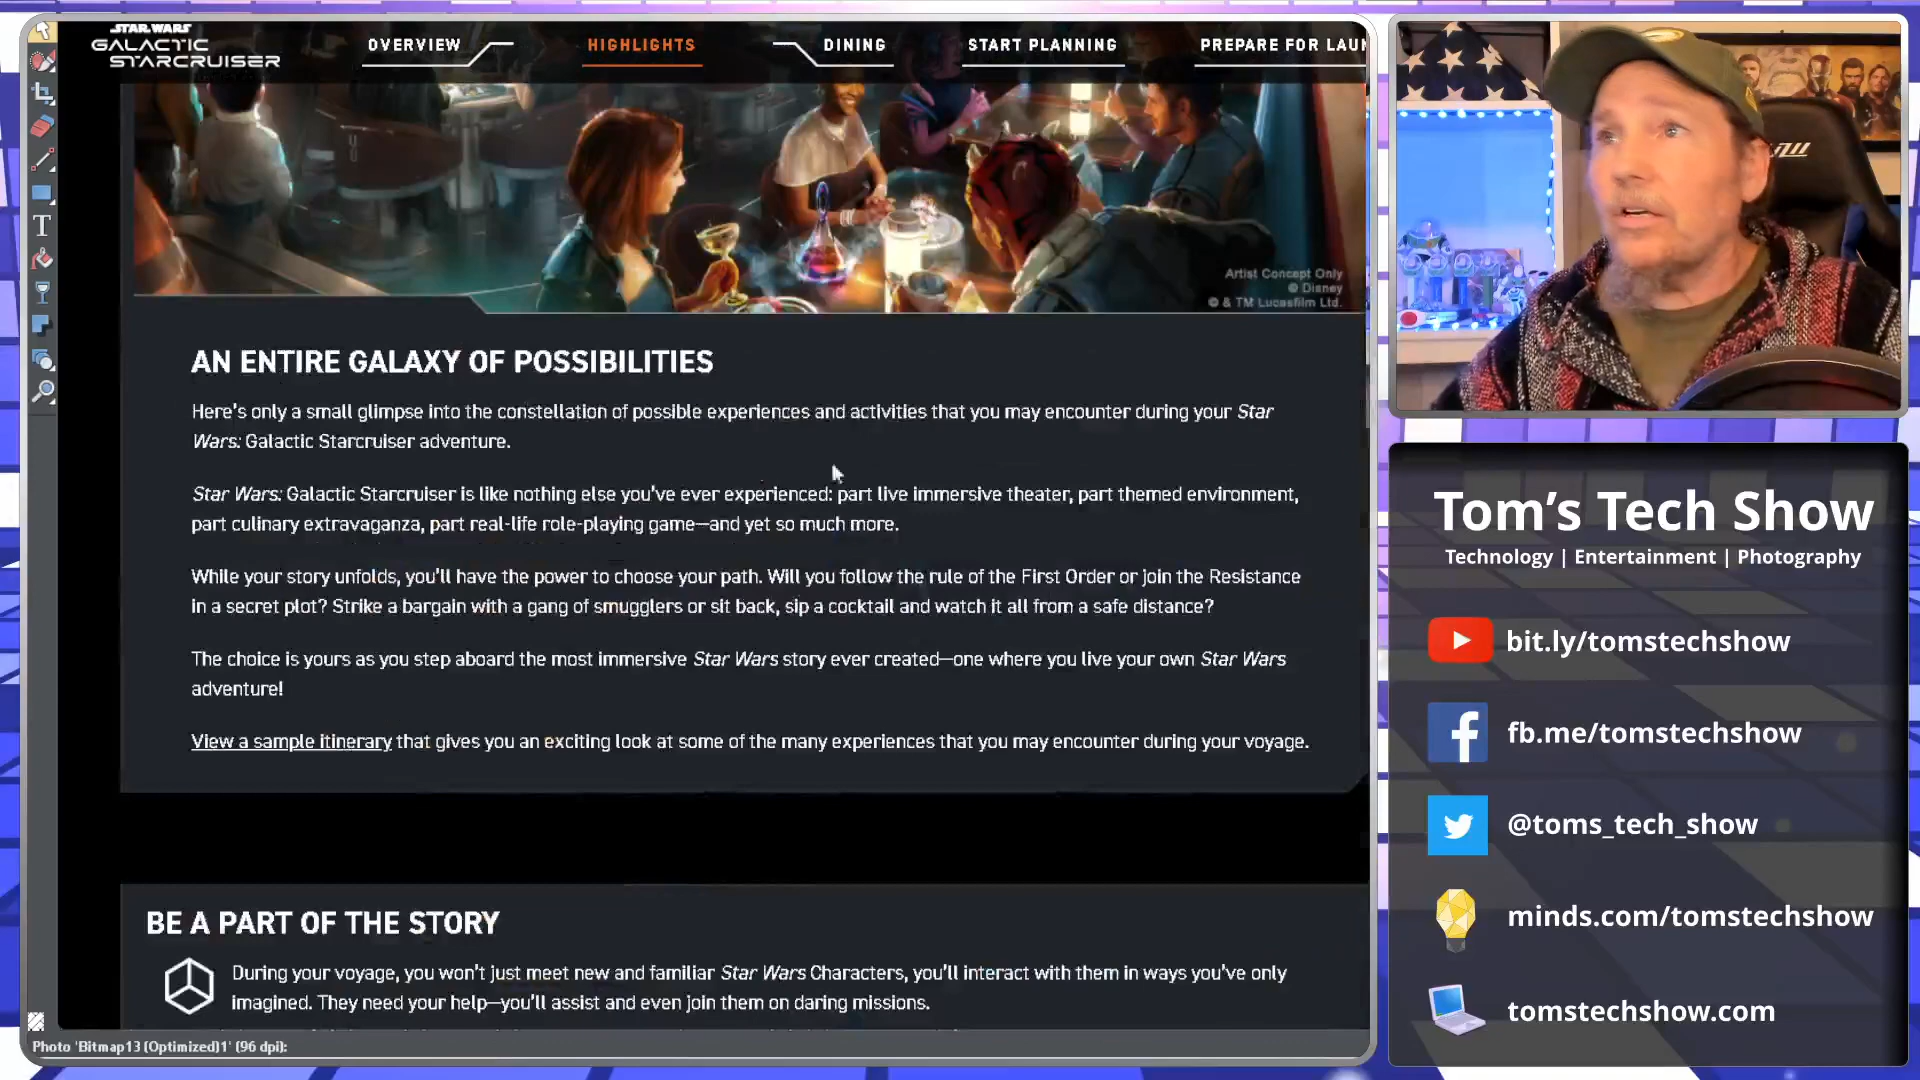 STAR WARS
GALACTIC
STARCRUISER
OVERVIEW
HIGHLIGHTS
DINING
START PLANNING
PREPARE FOR LAUN
Artist Concept Only
© Disney
© & TM Lucasfilm Ltd.
AN ENTIRE GALAXY OF POSSIBILITIES
Here's only a small glimpse into the constellation of possible experiences and activities that you may encounter during your Star
Wars: Galactic Starcruiser adventure.
Star Wars: Galactic Starcruiser is like nothing else you've ever experienced: part live immersive theater, part themed environment,
part culinary extravaganza, part real-life role-playing game—and yet so much more.
While your story unfolds, you'll have the power to choose your path. Will you follow the rule of the First Order or join the Resistance
in a secret plot? Strike a bargain with a gang of smugglers or sit back, sip a cocktail and watch it all from a safe distance?
The choice is yours as you step aboard the most immersive Star Wars story ever created—one where you live your own Star Wars
adventure!
View a sample itinerary that gives you an exciting look at some of the many experiences that you may encounter during your voyage.
BE A PART OF THE STORY
During your voyage, you won't just meet new and familiar Star Wars Characters, you'll interact with them in ways you've only
imagined. They need your help—you'll assist and even join them on daring missions.
Photo 'Bitmap13 (Optimized)1' (96 dpi):
Tom's Tech Show
Technology | Entertainment | Photography
bit.ly/tomstechshow
fb.me/tomstechshow
@toms_tech_show
minds.com/tomstechshow
tomstechshow.com